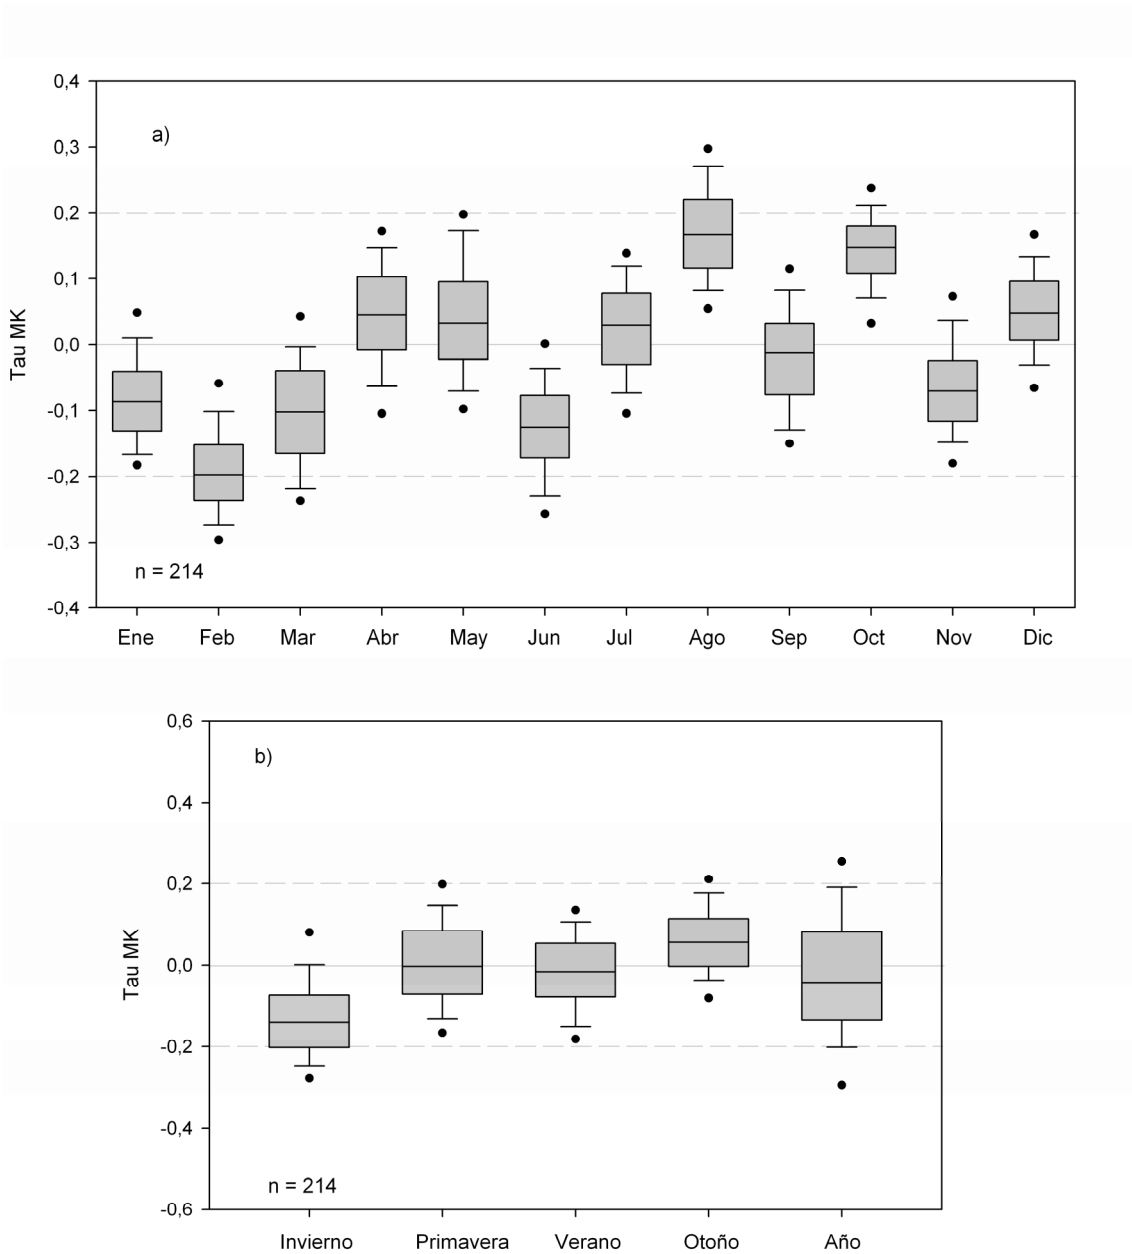 0,4
a)
0,3
0,2
0,1
0,0
-0,1
-0,2
-0,3
-0,4
Tau MK
n = 214
Ene Feb Mar Abr May Jun Jul Ago Sep Oct Nov Dic
0,6
b)
0,4
0,2
0,0
-0,2
-0,4
-0,6
Tau MK
n = 214
Invierno Primavera Verano Otoño Año